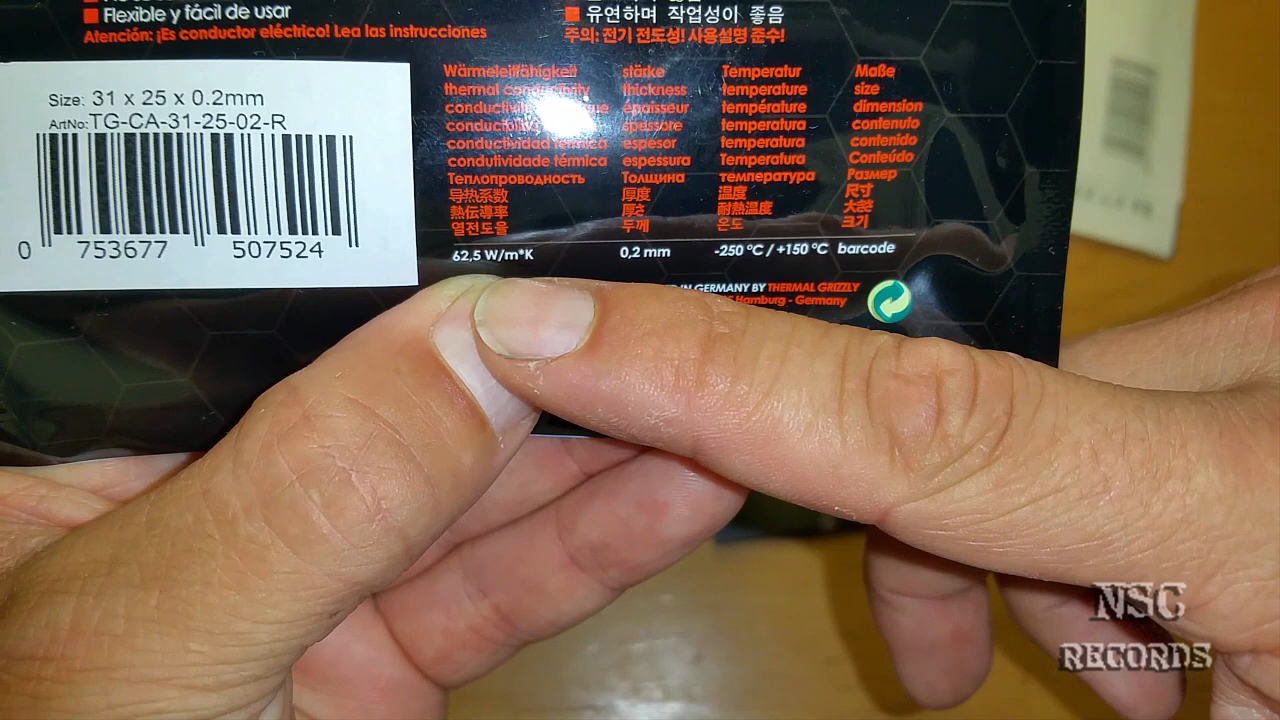 Flexible y fácil de usar
Atención: ¡Es conductor eléctrico! Lea las instrucciones
유연하며 작업성이 좋음
주의: 전기 전도성! 사용설명 준수!
Size: 31 x 25 x 0.2mm
ArtNo: TG-CA-31-25-02-R
0 753677 507524
Wärmeleitfähigkeit stärke Temperatur Maße
thermal conductivity thickness temperature size
épaisseur température dimension
spessore temperatura contenuto
conductividad térmica espesor temperatura contenido
condutividade térmica espessura Temperatura Conteúdo
Теплопроводность Толщина температура Размер
导热系数 厚度 温度 尺寸
熱伝導率 厚さ 耐熱温度 大きさ
열전도율 두께 온도 크기
62,5 W/m*K 0,2 mm -250 °C / +150 °C barcode
IN GERMANY BY THERMAL GRIZZLY
Hamburg - Germany
NSC
RECORDS